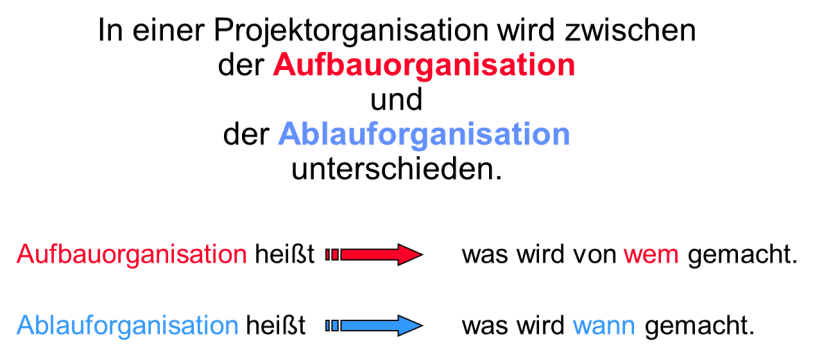 In einer Projektorganisation wird zwischen
der Aufbauorganisation
und
der Ablauforganisation
unterschieden.
Aufbauorganisation heißt was wird von wem gemacht.
Ablauforganisation heißt was wird wann gemacht.